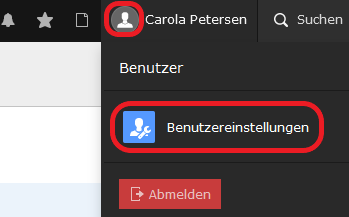 Carola Petersen Suchen
Benutzer
Benutzereinstellungen
Abmelden